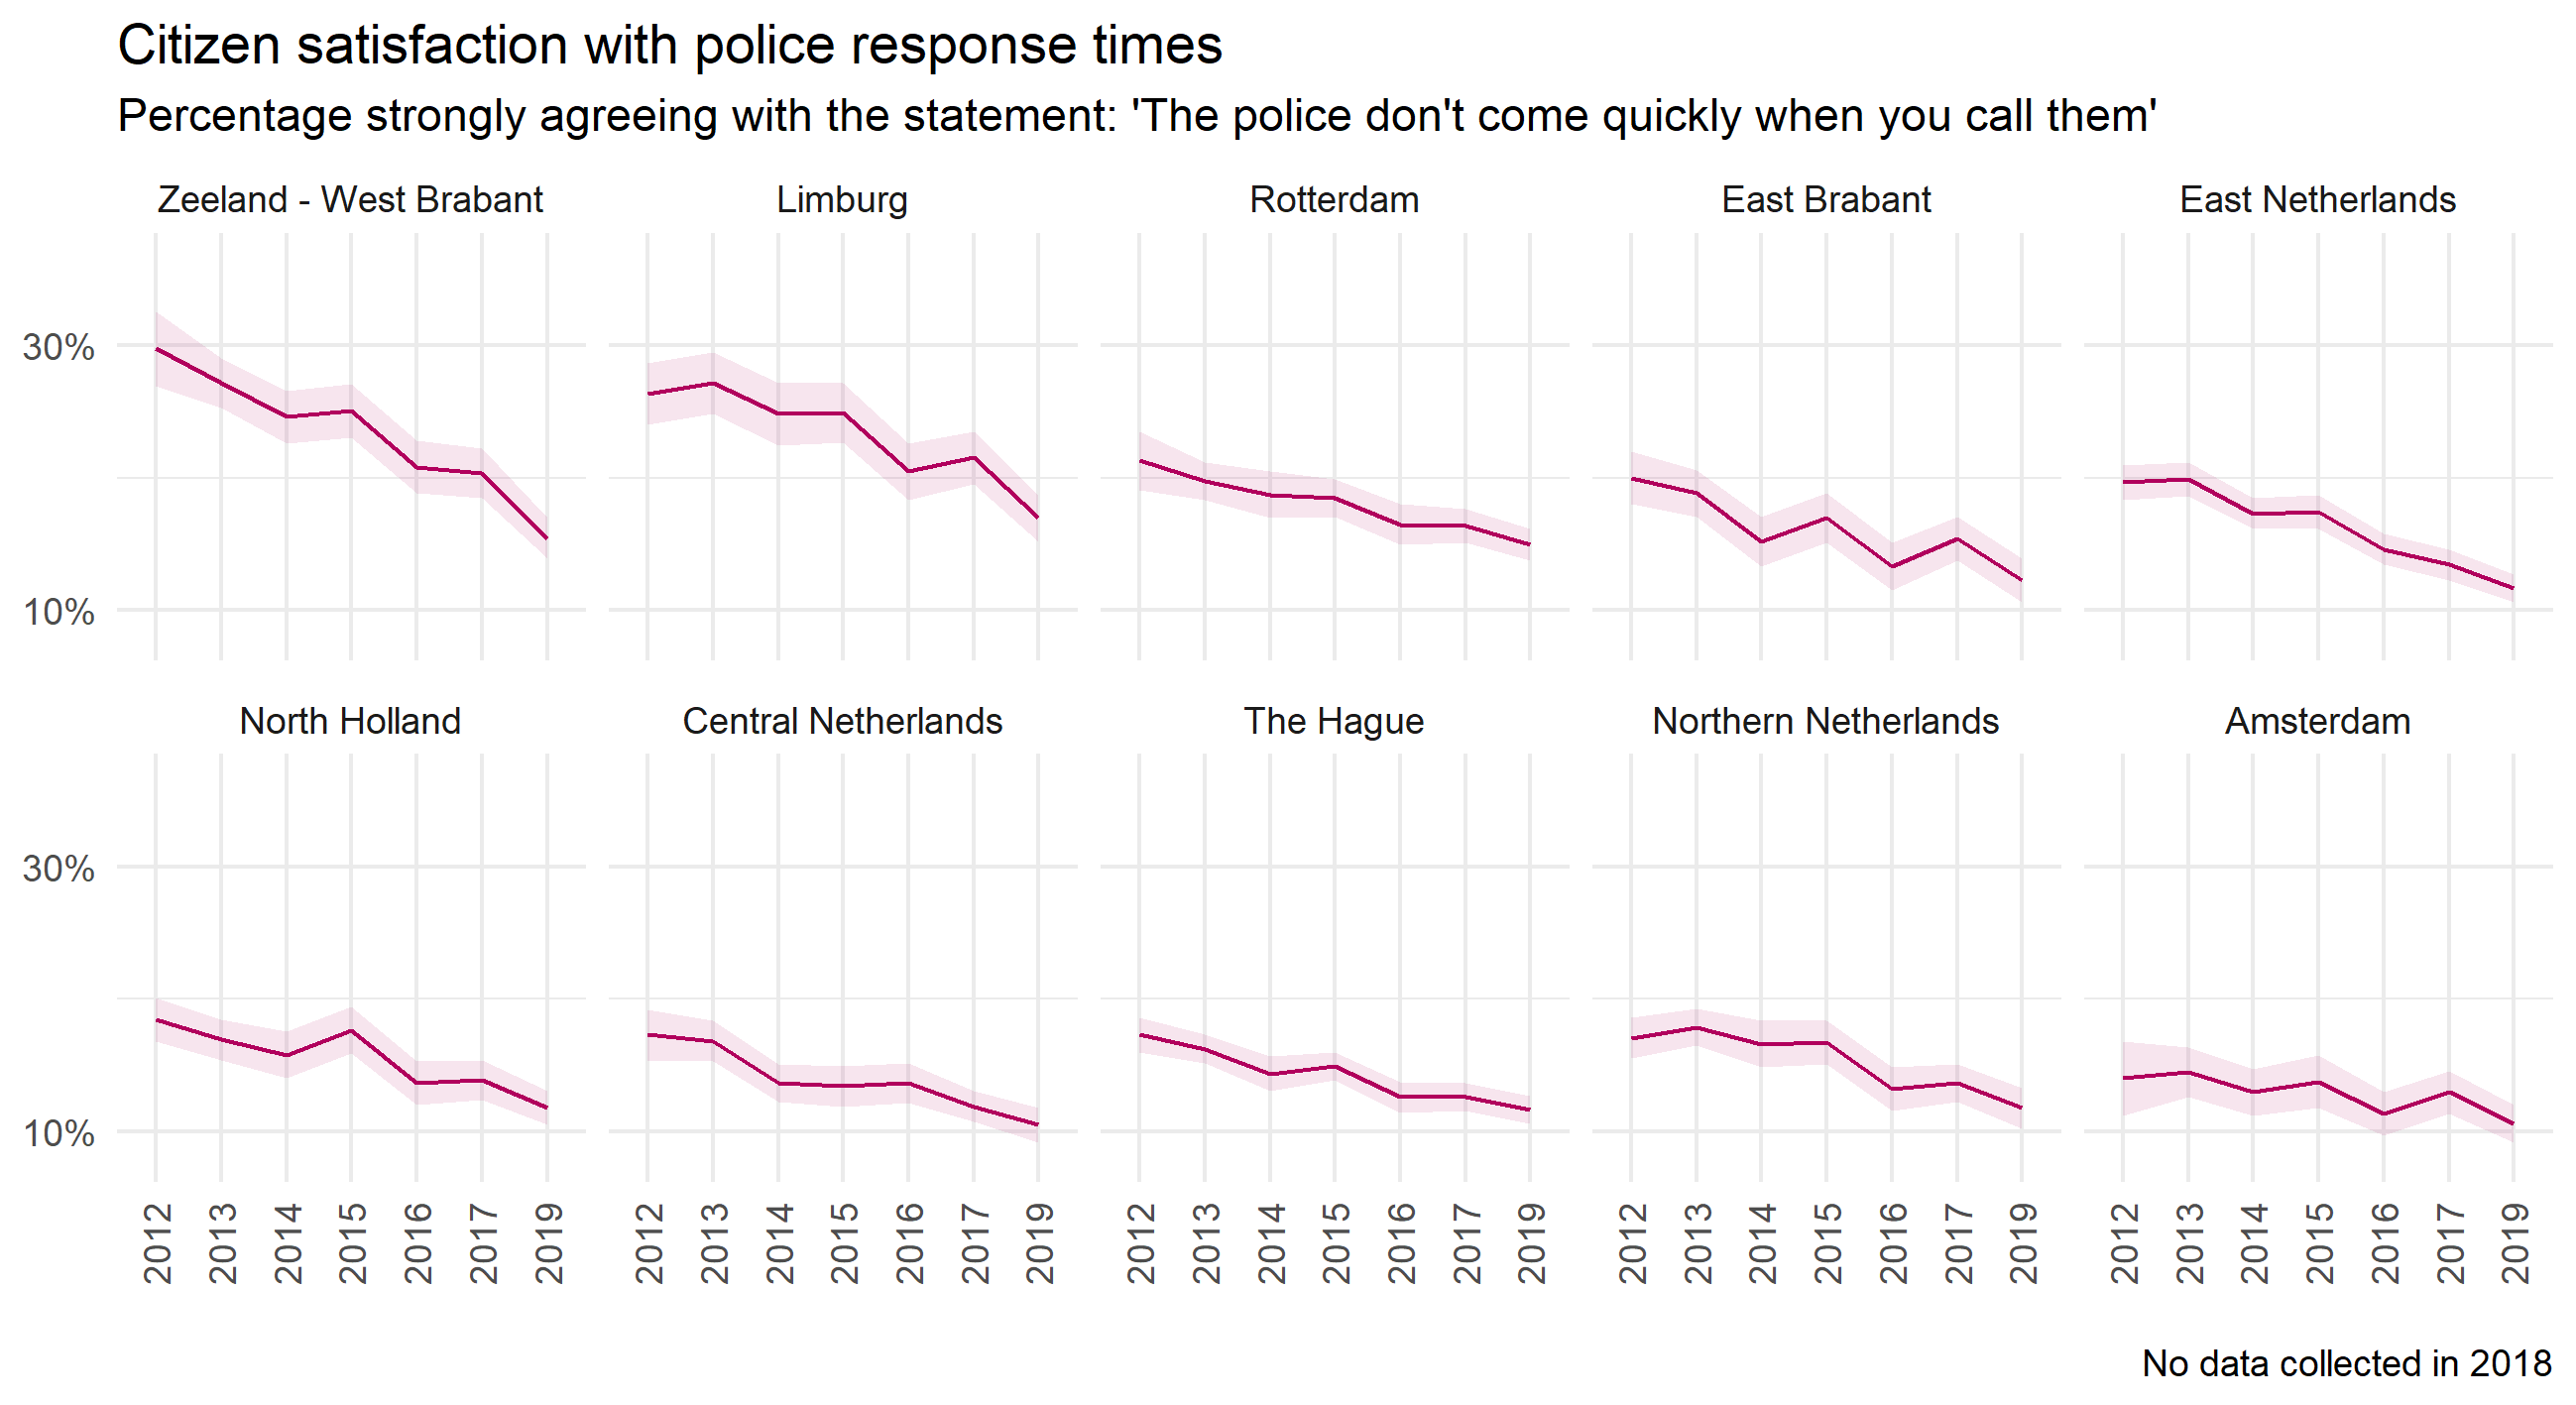 Citizen satisfaction with police response times
Percentage strongly agreeing with the statement: 'The police don't come quickly when you call them'
Zeeland - West Brabant
Limburg
Rotterdam
East Brabant
East Netherlands
30%
10%
North Holland
Central Netherlands
The Hague
Northern Netherlands
Amsterdam
30%
10%
2012 2013 2014 2015 2016 2017 2019
2012 2013 2014 2015 2016 2017 2019
2012 2013 2014 2015 2016 2017 2019
2012 2013 2014 2015 2016 2017 2019
2012 2013 2014 2015 2016 2017 2019
No data collected in 2018